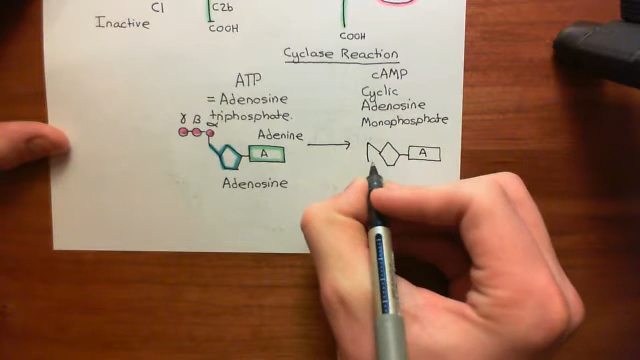 C1
C2b
Inactive
COOH
COOH
Cyclase Reaction
ATP
= Adenosine
triphosphate.
γ β α
Adenine
A
Adenosine
cAMP
Cyclic
Adenosine
Monophosphate
A